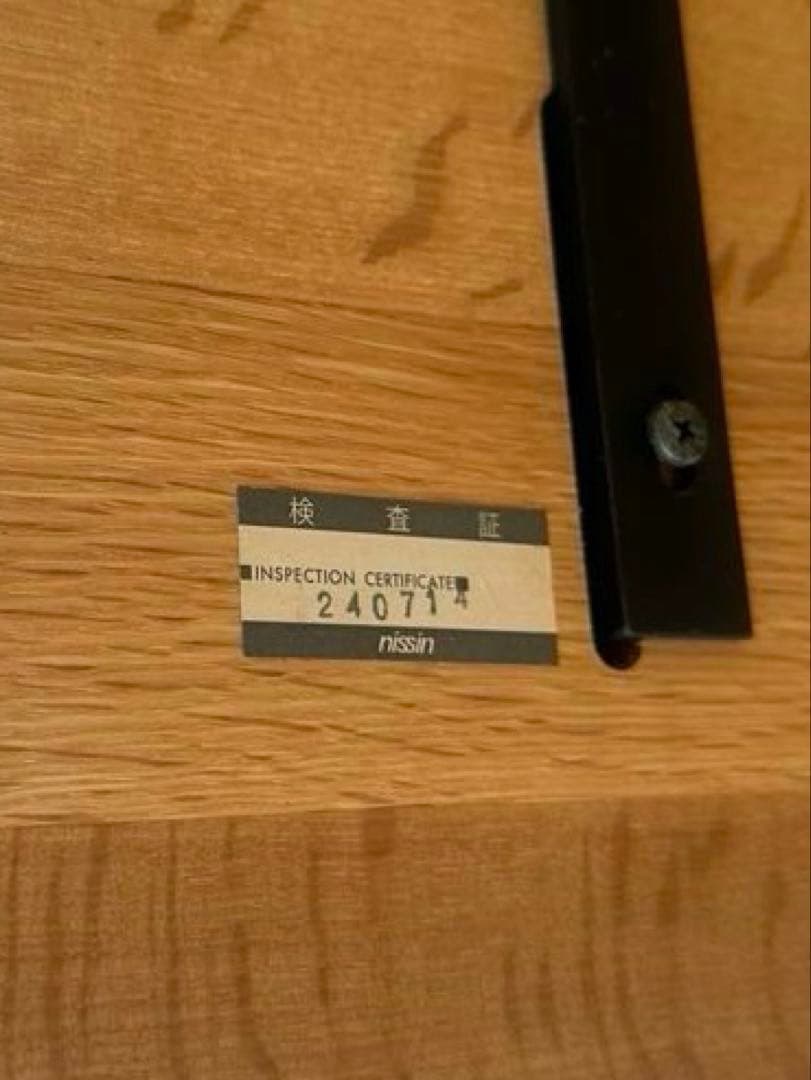 検査証
INSPECTION CERTIFICATE
240714
nissin